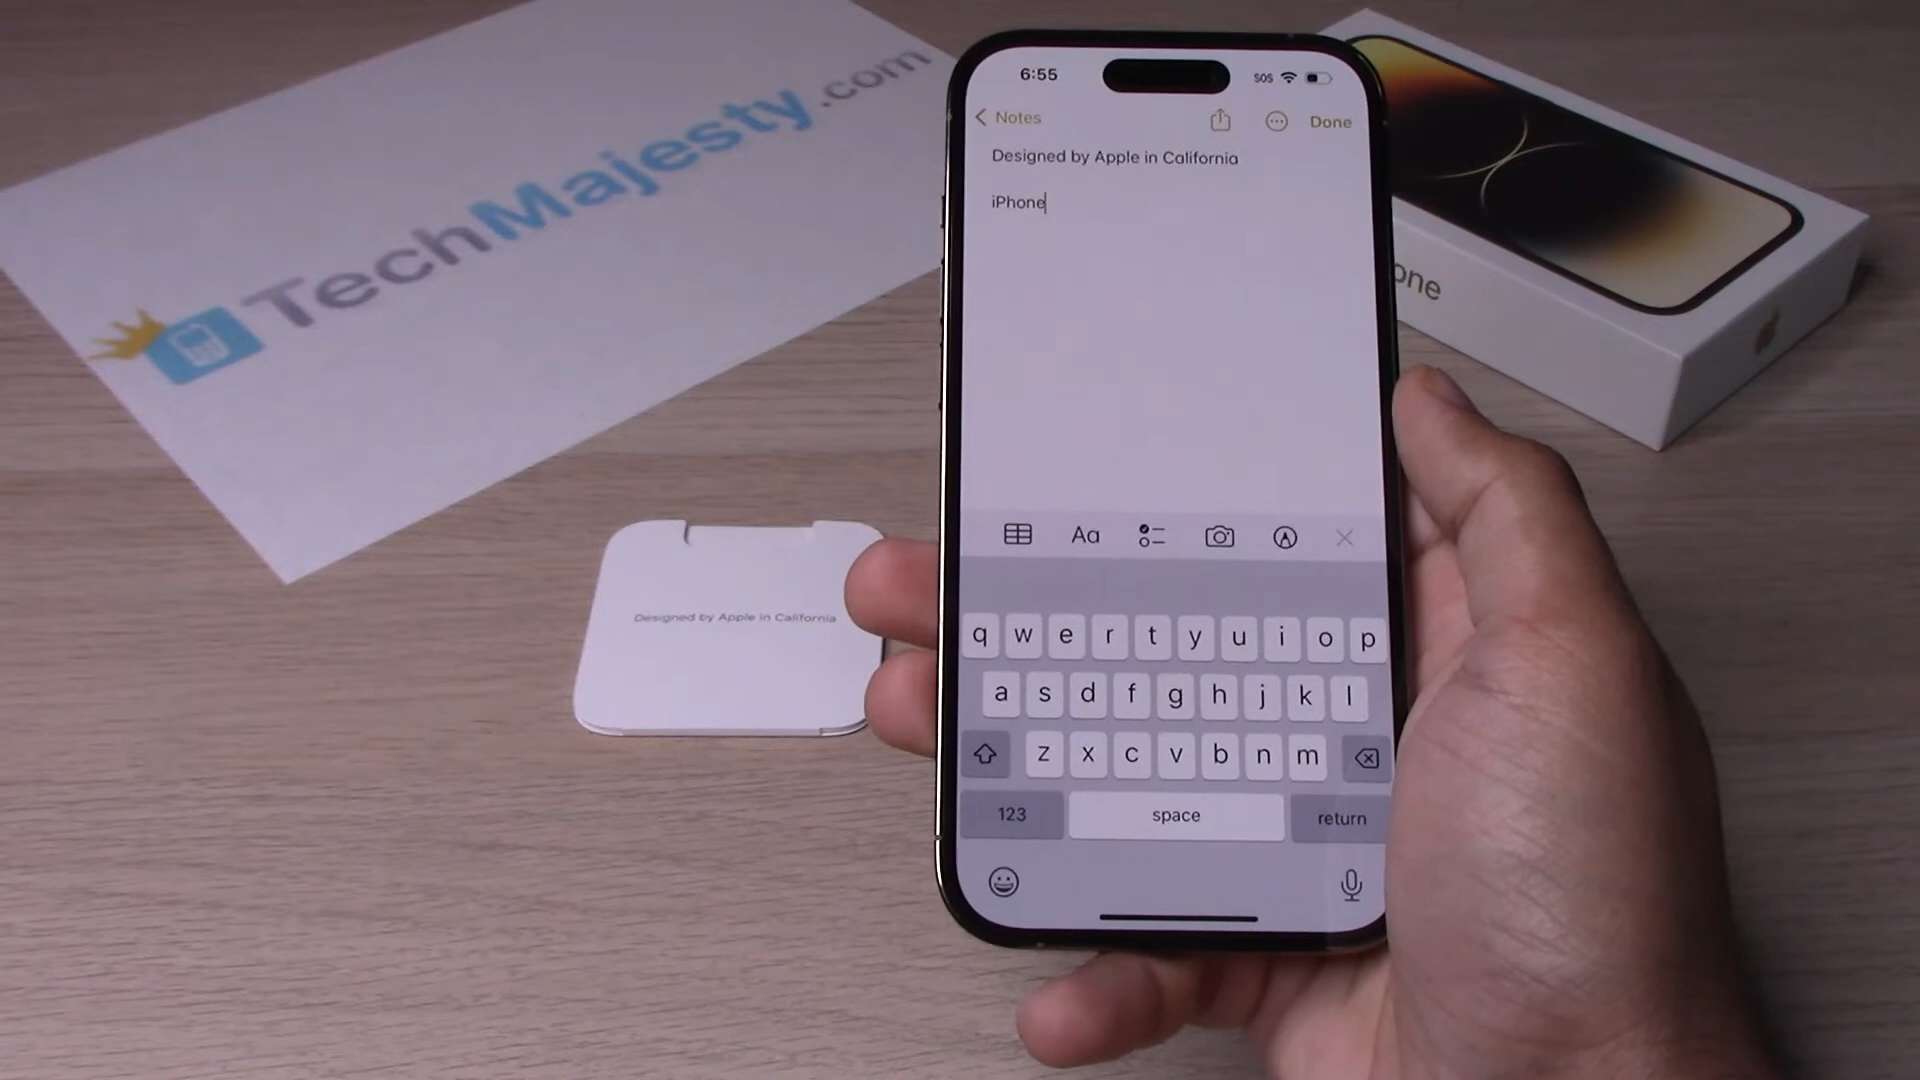 TechMajesty.com
6:55
SOS
Notes
Done
Designed by Apple in California
iPhone
one
Aa
q w e r t y u i o p
a s d f g h j k l
z x c v b n m
123
space
return
Designed by Apple in California